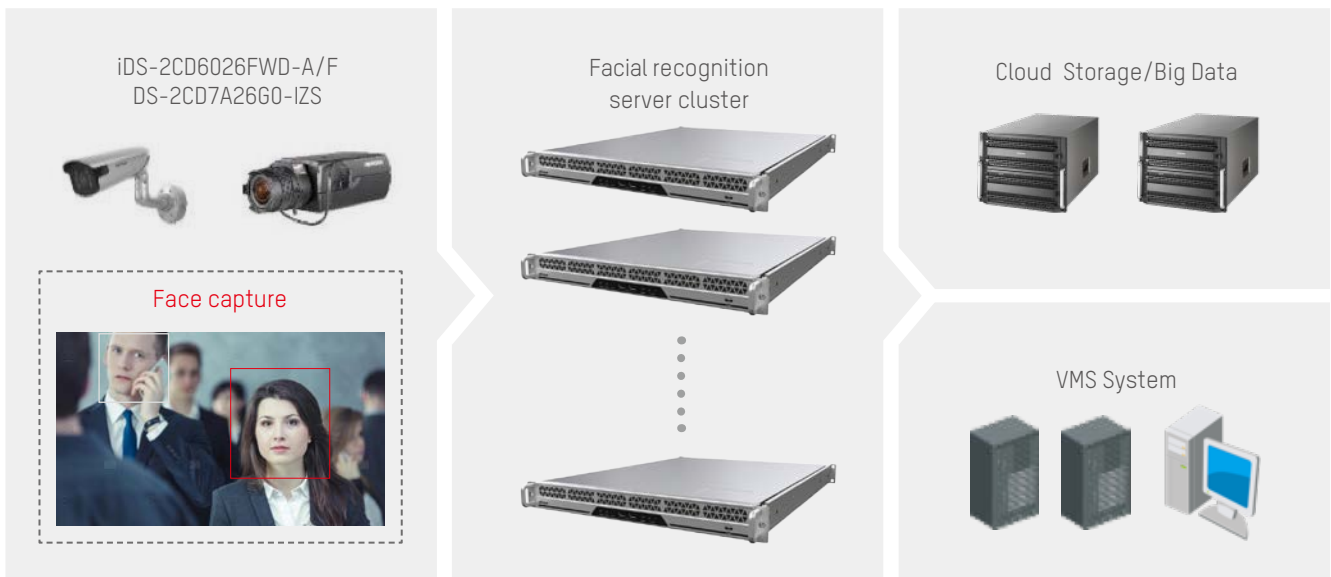 iDS-2CD6026FWD-A/F
DS-2CD7A26G0-IZS
Face capture
Facial recognition
server cluster
Cloud Storage/Big Data
VMS System